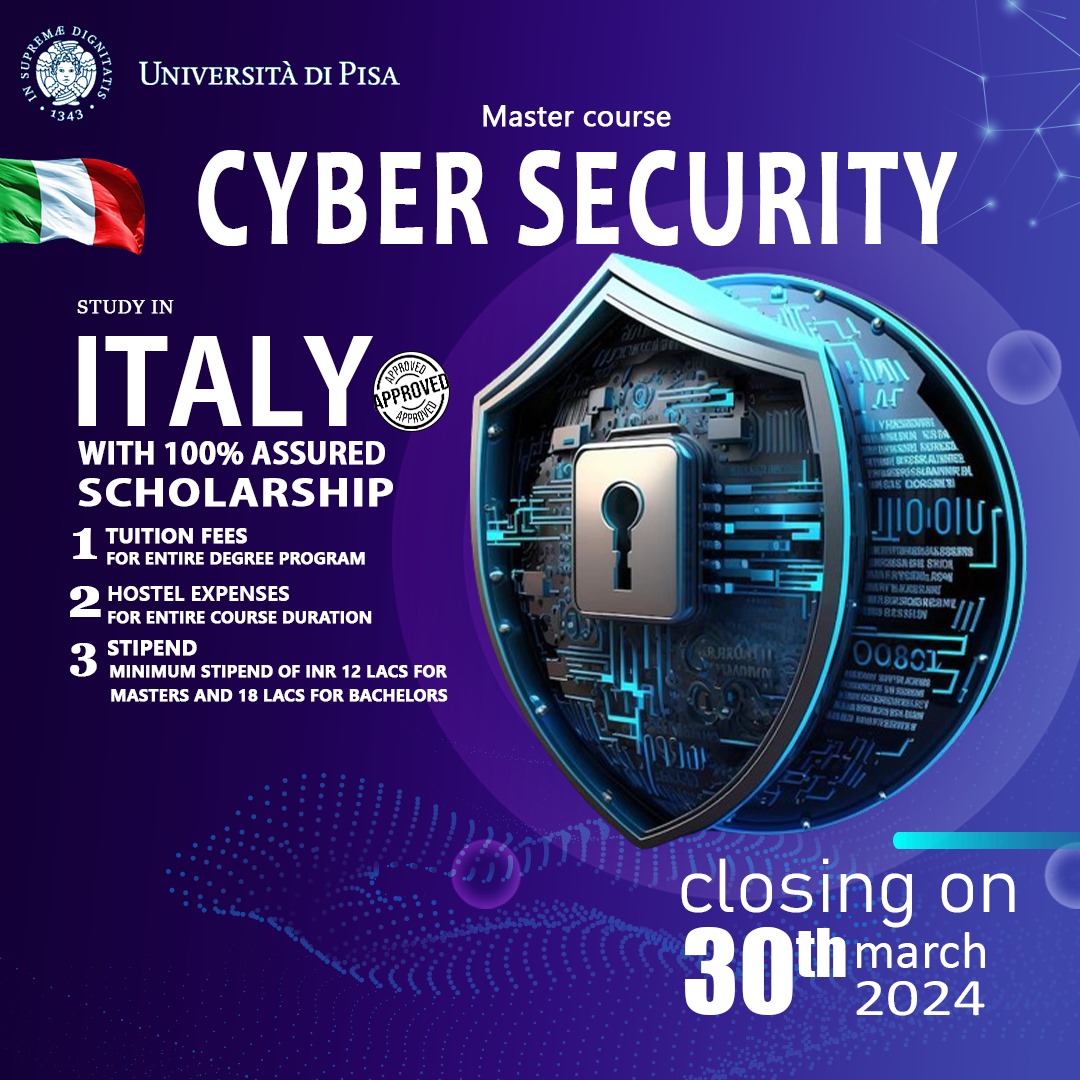 IN SUPREMÆ DIGNITATIS
· 1343 ·
UNIVERSITÀ DI PISA
Master course
CYBER SECURITY
STUDY IN
ITALY
APPROVED
APPROVED
APPROVED
WITH 100% ASSURED
SCHOLARSHIP
1 TUITION FEES
FOR ENTIRE DEGREE PROGRAM
2 HOSTEL EXPENSES
FOR ENTIRE COURSE DURATION
3 STIPEND
MINIMUM STIPEND OF INR 12 LACS FOR
MASTERS AND 18 LACS FOR BACHELORS
closing on
30th march
2024